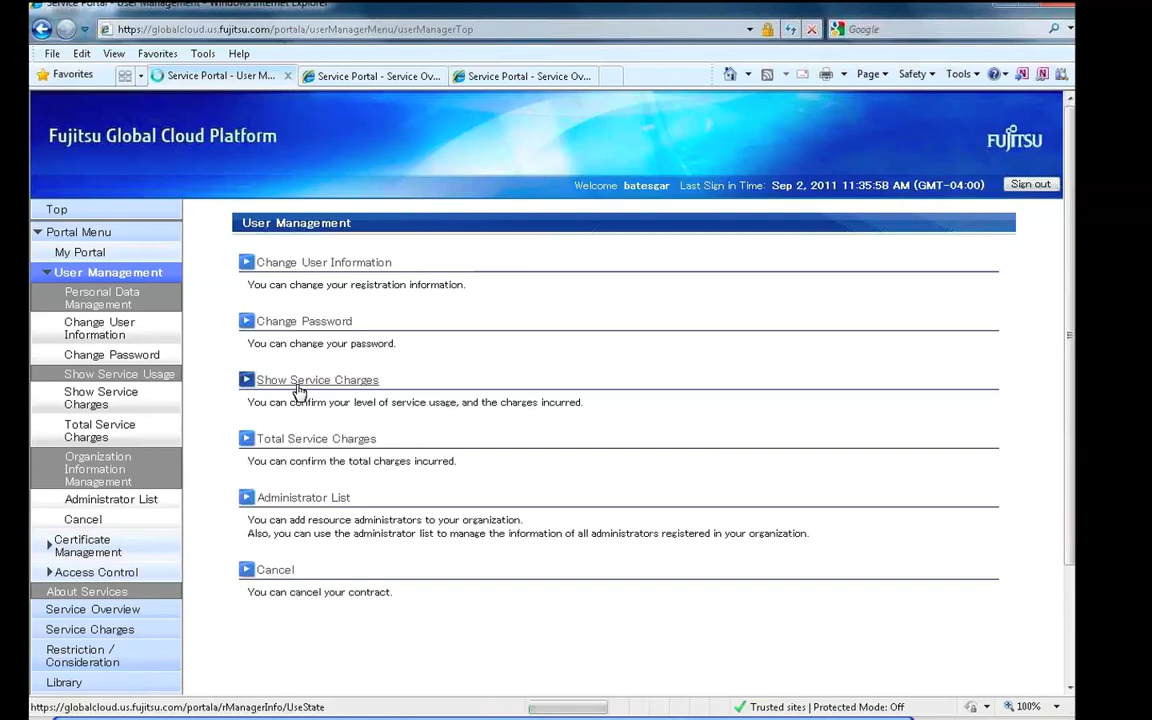 Service Portal - User Management - Windows Internet Explorer
https://globalcloud.us.fujitsu.com/portala/userManagerMenu/userManagerTop
Google
File Edit View Favorites Tools Help
Favorites
Service Portal - User M...
Service Portal - Service Ov...
Service Portal - Service Ov...
Page
Safety
Tools
Fujitsu Global Cloud Platform
FUJITSU
Welcome batesgar Last Sign in Time: Sep 2, 2011 11:35:58 AM (GMT-04:00)
Sign out
Top
Portal Menu
My Portal
User Management
Personal Data
Management
Change User
Information
Change Password
Show Service Usage
Show Service
Charges
Total Service
Charges
Organization
Information
Management
Administrator List
Cancel
Certificate
Management
Access Control
About Services
Service Overview
Service Charges
Restriction /
Consideration
Library
User Management
Change User Information
You can change your registration information.
Change Password
You can change your password.
Show Service Charges
You can confirm your level of service usage, and the charges incurred.
Total Service Charges
You can confirm the total charges incurred.
Administrator List
You can add resource administrators to your organization.
Also, you can use the administrator list to manage the information of all administrators registered in your organization.
Cancel
You can cancel your contract.
https://globalcloud.us.fujitsu.com/portala/rManagerInfo/UseState
Trusted sites | Protected Mode: Off
100%